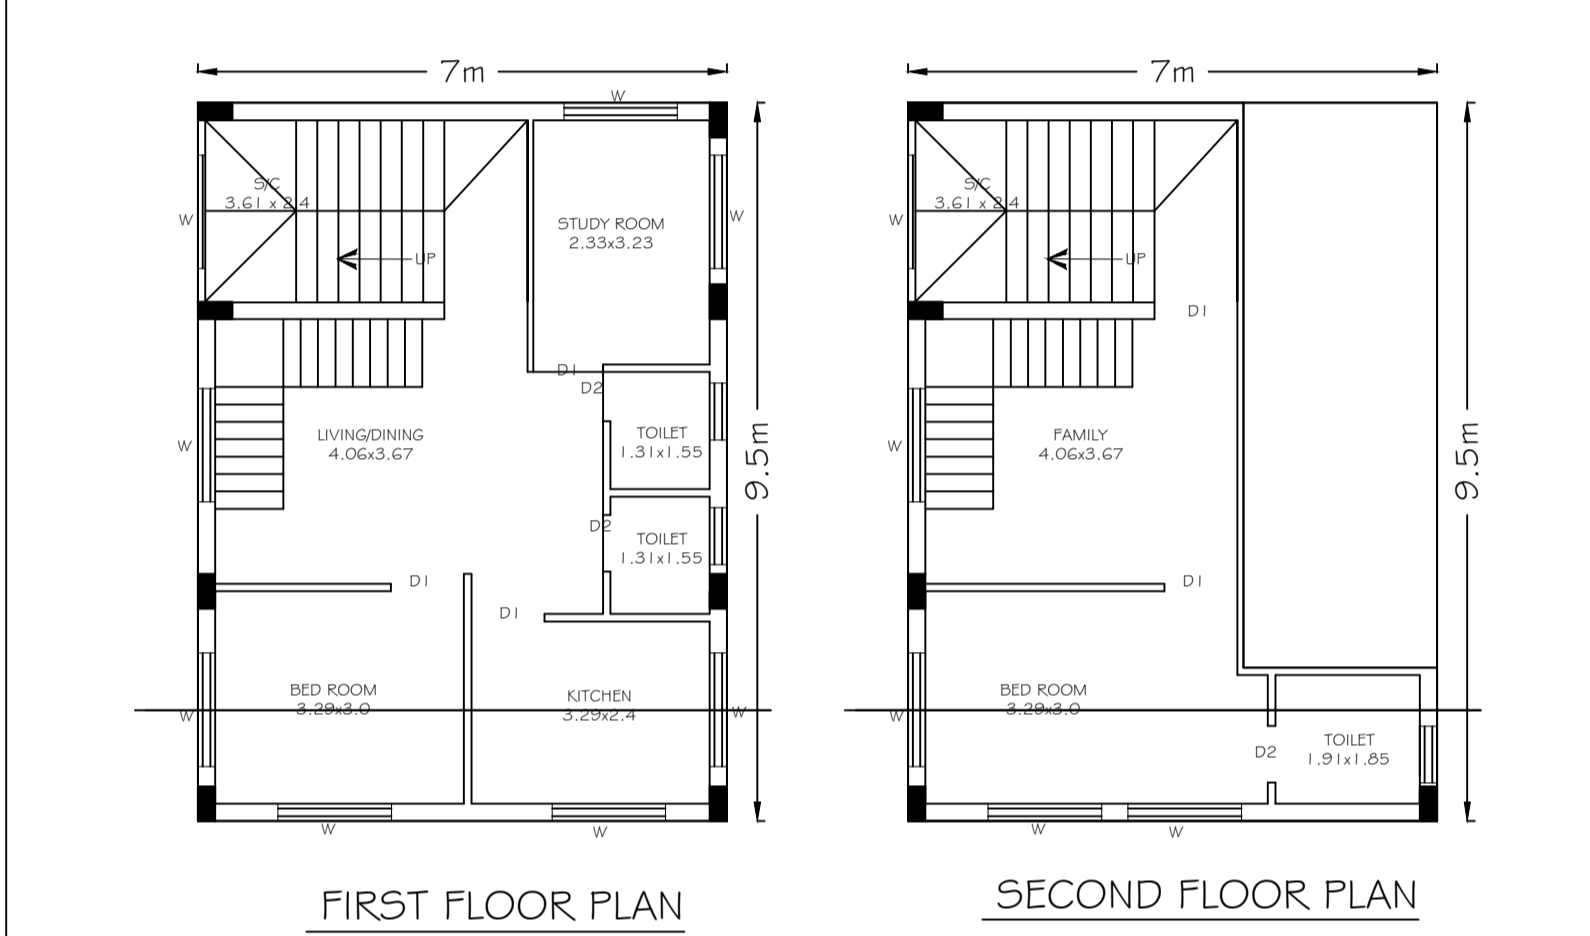 7m
W
S/C
3.61 x 2.4
W
UP
STUDY ROOM
2.33x3.23
W
D1
D2
LIVING/DINING
4.06x3.67
W
TOILET
1.31x1.55
9.5m
D2
TOILET
1.31x1.55
D1
D1
BED ROOM
3.29x3.0
W
KITCHEN
3.29x2.4
W
W
W
FIRST FLOOR PLAN
7m
S/C
3.61 x 2.4
W
UP
D1
FAMILY
4.06x3.67
W
9.5m
D1
BED ROOM
3.29x3.0
W
D2
TOILET
1.91x1.85
W
W
SECOND FLOOR PLAN